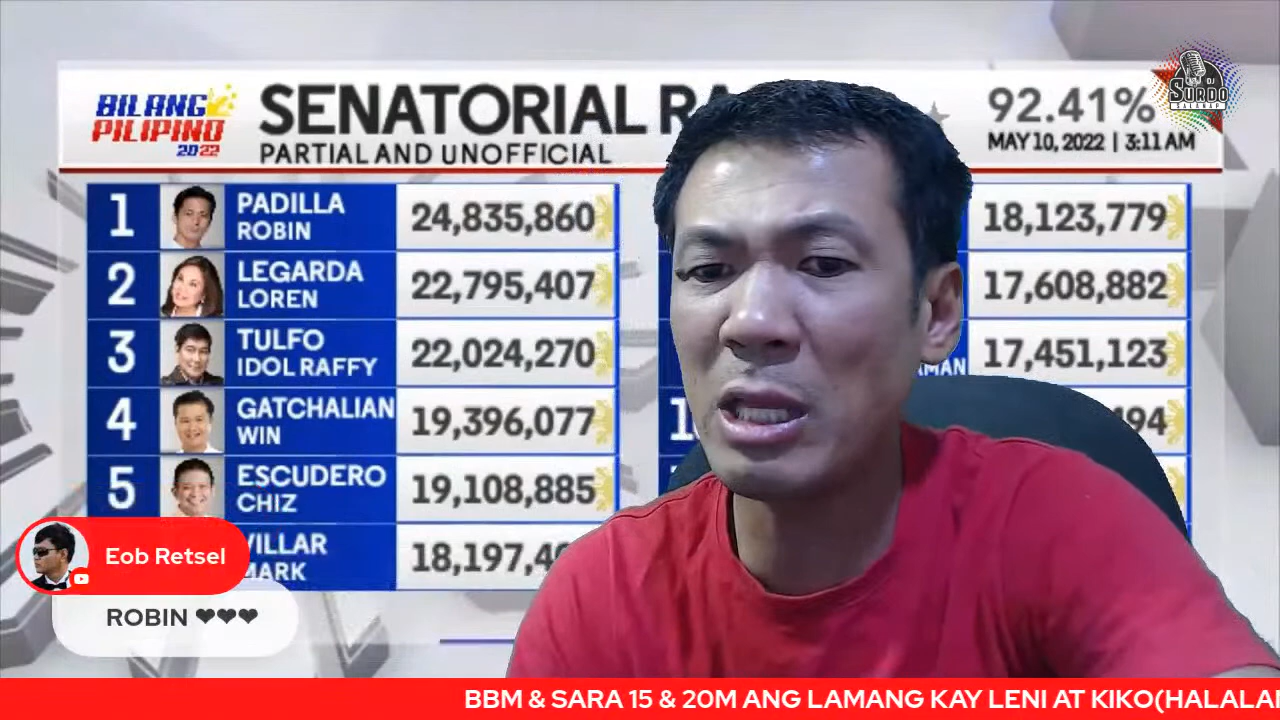 BILANG
PILIPINO
2022
SENATORIAL
PARTIAL AND UNOFFICIAL
92.41%
MAY 10, 2022 | 3:11 AM
DJ
SURDO
1 PADILLA ROBIN 24,835,860
2 LEGARDA LOREN 22,795,407
3 TULFO IDOL RAFFY 22,024,270
4 GATCHALIAN WIN 19,396,077
5 ESCUDERO CHIZ 19,108,885
VILLAR MARK
18,123,779
17,608,882
17,451,123
Eob Retsel
ROBIN ❤❤❤
BBM & SARA 15 & 20M ANG LAMANG KAY LENI AT KIKO